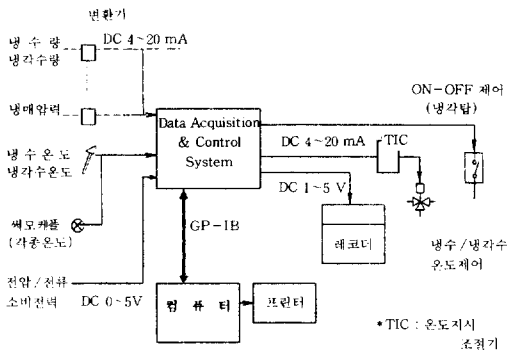 변환기
냉수량
냉각수량
DC 4~20 mA
냉매압력
냉수온도
냉각수온도
써모커플
(각종온도)
전압/전류
소비전력
DC 0~5V
Data Acquisition
& Control
System
GP-IB
컴퓨터
프린터
DC 4~20 mA
TIC
DC 1~5 V
레코더
ON-OFF 제어
(냉각탑)
냉수/냉각수
온도제어
*TIC : 온도지시
조절기